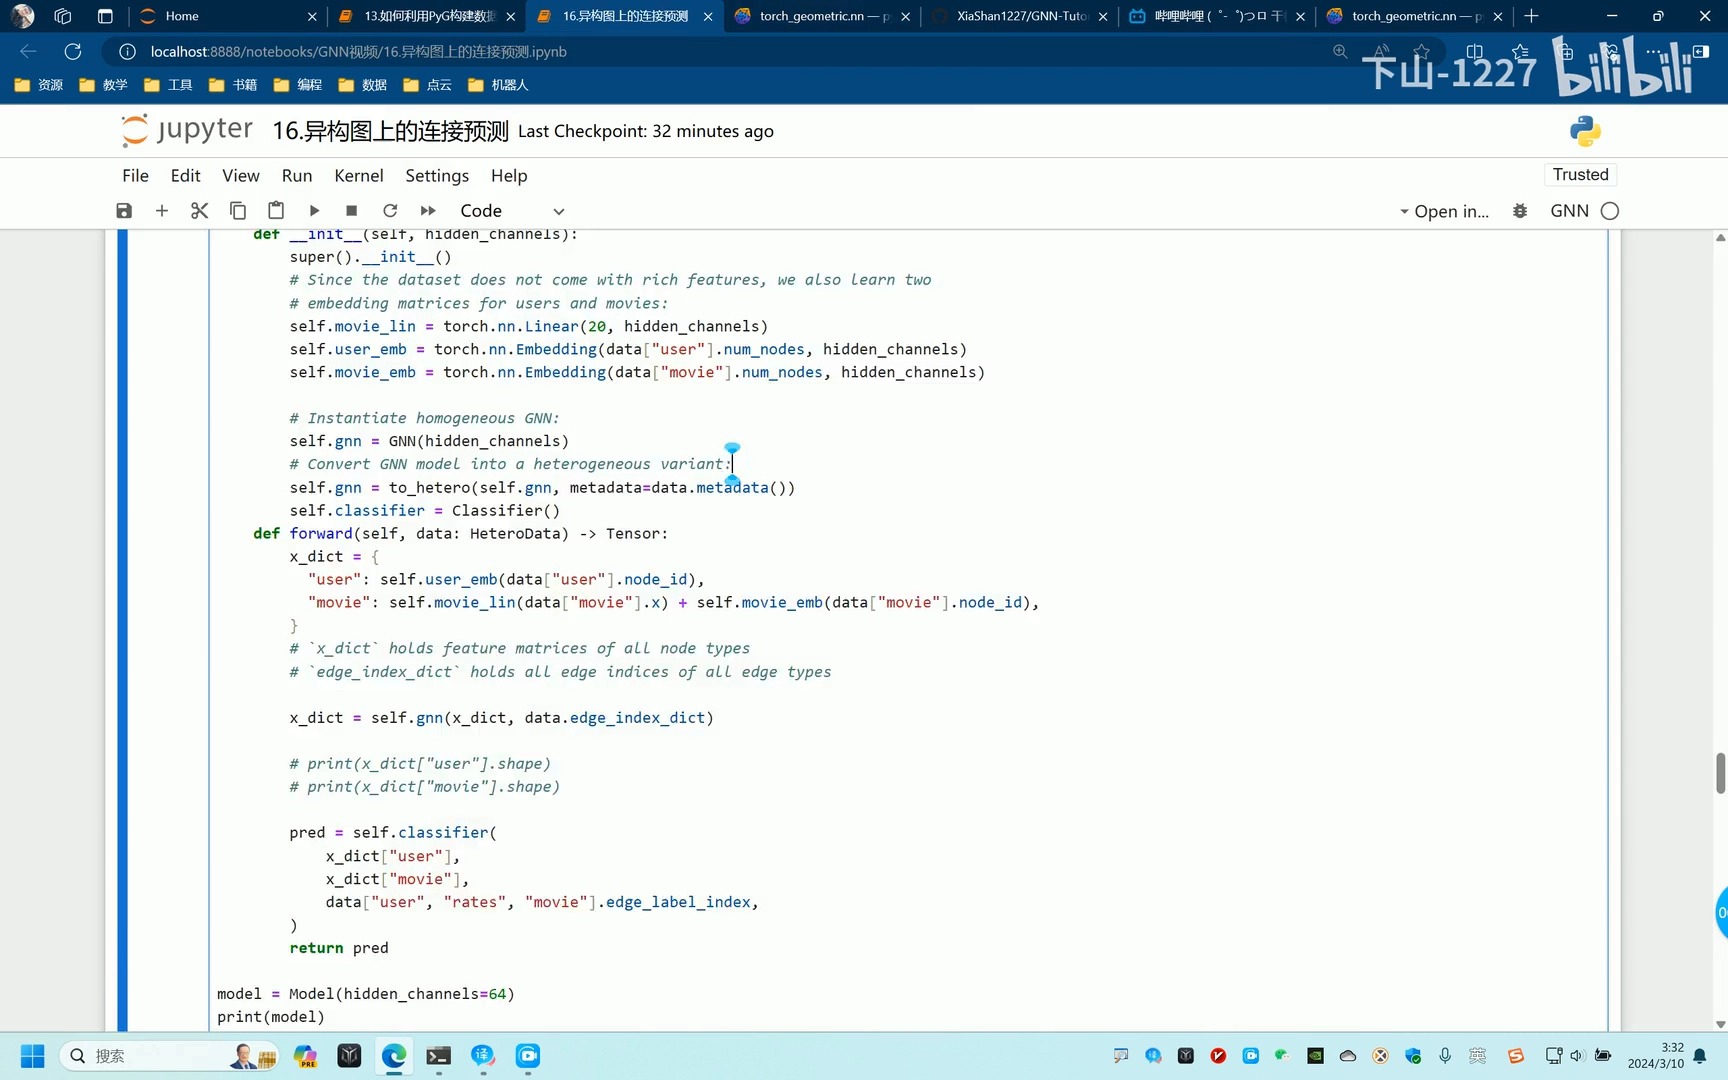 Home
13.如何利用PyG构建数据
16.异构图上的连接预测
torch_geometric.nn — p
XiaShan1227/GNN-Tuto
哔哩哔哩 (゜-゜)つロ 干
torch_geometric.nn — p
localhost:8888/notebooks/GNN视频/16.异构图上的连接预测.ipynb
下山-1227 bilibili
资源 教学 工具 书籍 编程 数据 点云 机器人
jupyter 16.异构图上的连接预测 Last Checkpoint: 32 minutes ago
File Edit View Run Kernel Settings Help
Trusted
Code
Open in...
GNN
def __init__(self, hidden_channels):
super().__init__()
# Since the dataset does not come with rich features, we also learn two
# embedding matrices for users and movies:
self.movie_lin = torch.nn.Linear(20, hidden_channels)
self.user_emb = torch.nn.Embedding(data["user"].num_nodes, hidden_channels)
self.movie_emb = torch.nn.Embedding(data["movie"].num_nodes, hidden_channels)
# Instantiate homogeneous GNN:
self.gnn = GNN(hidden_channels)
# Convert GNN model into a heterogeneous variant:
self.gnn = to_hetero(self.gnn, metadata=data.metadata())
self.classifier = Classifier()
def forward(self, data: HeteroData) -> Tensor:
x_dict = {
"user": self.user_emb(data["user"].node_id),
"movie": self.movie_lin(data["movie"].x) + self.movie_emb(data["movie"].node_id),
}
# `x_dict` holds feature matrices of all node types
# `edge_index_dict` holds all edge indices of all edge types
x_dict = self.gnn(x_dict, data.edge_index_dict)
# print(x_dict["user"].shape)
# print(x_dict["movie"].shape)
pred = self.classifier(
x_dict["user"],
x_dict["movie"],
data["user", "rates", "movie"].edge_label_index,
)
return pred
model = Model(hidden_channels=64)
print(model)
搜索
PRE
译
英
3:32
2024/3/10